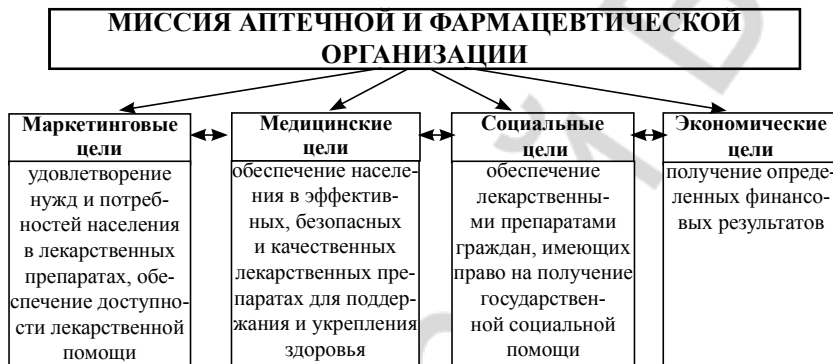 МИССИЯ АПТЕЧНОЙ И ФАРМАЦЕВТИЧЕСКОЙ
ОРГАНИЗАЦИИ
Маркетинговые
цели
удовлетворение
нужд и потреб-
ностей населения
в лекарственных
препаратах, обе-
спечение доступно-
сти лекарственной
помощи
Медицинские
цели
обеспечение населе-
ния в эффектив-
ных, безопасных
и качественных
лекарственных пре-
паратах для поддер-
жания и укрепления
здоровья
Социальные
цели
обеспечение
лекарственны-
ми препаратами
граждан, имеющих
право на получение
государствен-
ной социальной
помощи
Экономические
цели
получение опреде-
ленных финансо-
вых результатов